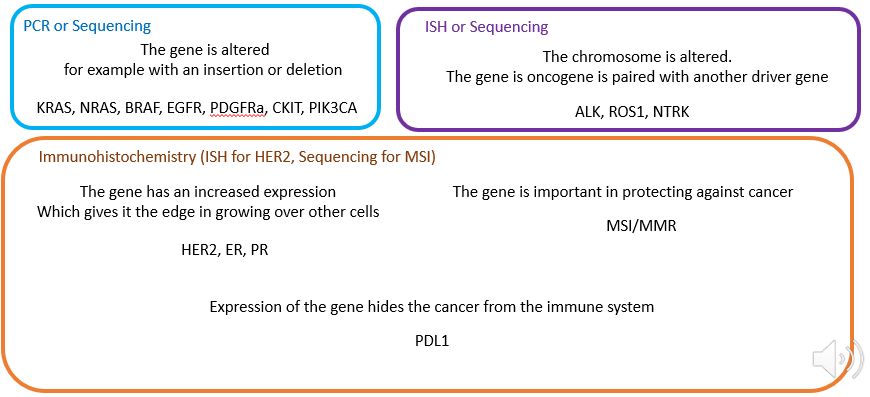 PCR or Sequencing
The gene is altered
for example with an insertion or deletion
KRAS, NRAS, BRAF, EGFR, PDGFRa, CKIT, PIK3CA
ISH or Sequencing
The chromosome is altered.
The gene is oncogene is paired with another driver gene
ALK, ROS1, NTRK
Immunohistochemistry (ISH for HER2, Sequencing for MSI)
The gene has an increased expression
Which gives it the edge in growing over other cells
HER2, ER, PR
The gene is important in protecting against cancer
MSI/MMR
Expression of the gene hides the cancer from the immune system
PDL1